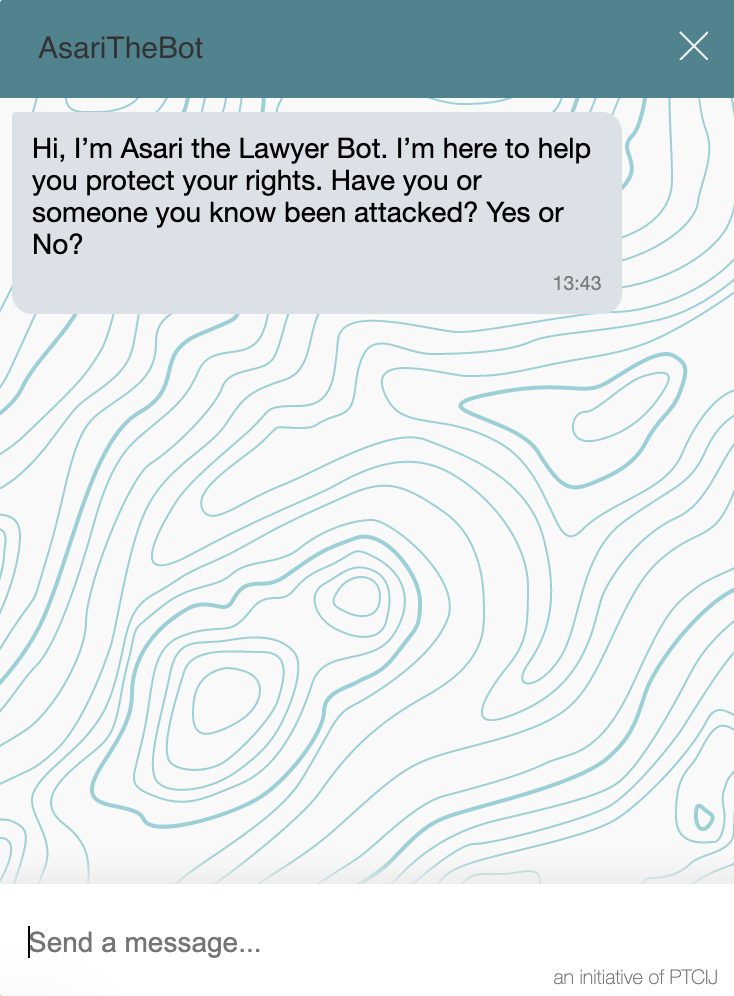 AsariTheBot
Hi, I’m Asari the Lawyer Bot. I’m here to help
you protect your rights. Have you or
someone you know been attacked? Yes or
No?
13:43
Send a message...
an initiative of PTCIJ